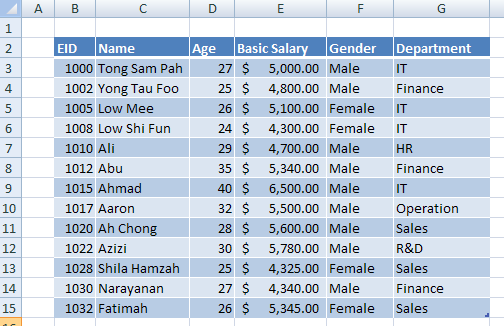 A B C D E F G
1
2 EID Name Age Basic Salary Gender Department
3 1000 Tong Sam Pah 27 $ 5,000.00 Male IT
4 1002 Yong Tau Foo 25 $ 4,800.00 Male Finance
5 1005 Low Mee 26 $ 5,100.00 Female IT
6 1008 Low Shi Fun 24 $ 4,300.00 Female IT
7 1010 Ali 29 $ 4,700.00 Male HR
8 1012 Abu 35 $ 5,340.00 Male Finance
9 1015 Ahmad 40 $ 6,500.00 Male IT
10 1017 Aaron 32 $ 5,500.00 Male Operation
11 1020 Ah Chong 28 $ 5,600.00 Male Sales
12 1022 Azizi 30 $ 5,780.00 Male R&D
13 1028 Shila Hamzah 25 $ 4,325.00 Female Sales
14 1030 Narayanan 27 $ 4,340.00 Male Finance
15 1032 Fatimah 26 $ 5,345.00 Female Sales